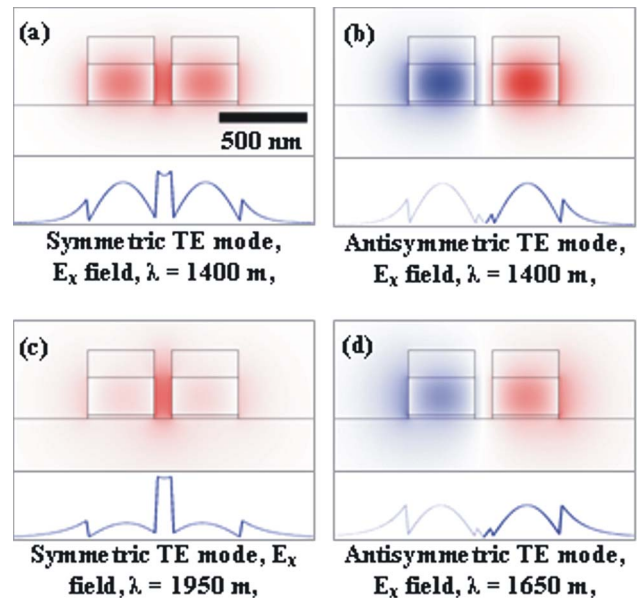 (a)
500 nm
Symmetric TE mode,
Ex field, λ = 1400 m,
(b)
Antisymmetric TE mode,
Ex field, λ = 1400 m,
(c)
Symmetric TE mode, Ex
field, λ = 1950 m,
(d)
Antisymmetric TE mode,
Ex field, λ = 1650 m,